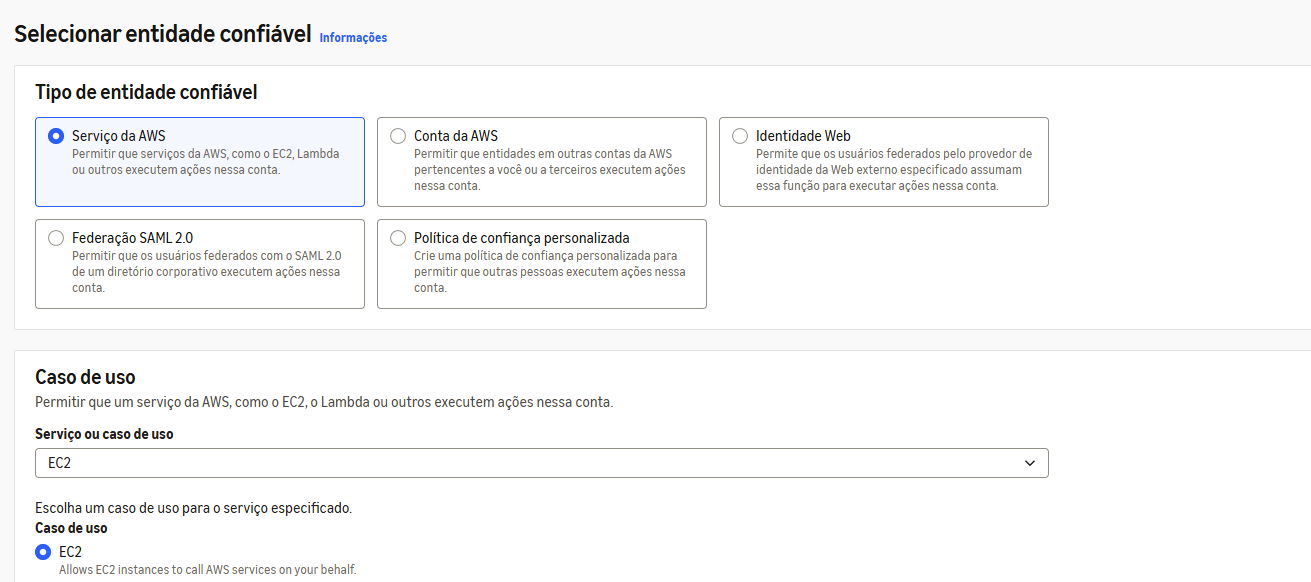 Selecionar entidade confiável Informações
Tipo de entidade confiável
Serviço da AWS
Permitir que serviços da AWS, como o EC2, Lambda
ou outros executem ações nessa conta.
Conta da AWS
Permitir que entidades em outras contas da AWS
pertencentes a você ou a terceiros executem ações
nessa conta.
Identidade Web
Permite que os usuários federados pelo provedor de
identidade da Web externo especificado assumam
essa função para executar ações nessa conta.
Federação SAML 2.0
Permitir que os usuários federados com o SAML 2.0
de um diretório corporativo executem ações nessa
conta.
Política de confiança personalizada
Crie uma política de confiança personalizada para
permitir que outras pessoas executem ações nessa
conta.
Caso de uso
Permitir que um serviço da AWS, como o EC2, o Lambda ou outros executem ações nessa conta.
Serviço ou caso de uso
EC2
Escolha um caso de uso para o serviço especificado.
Caso de uso
EC2
Allows EC2 instances to call AWS services on your behalf.